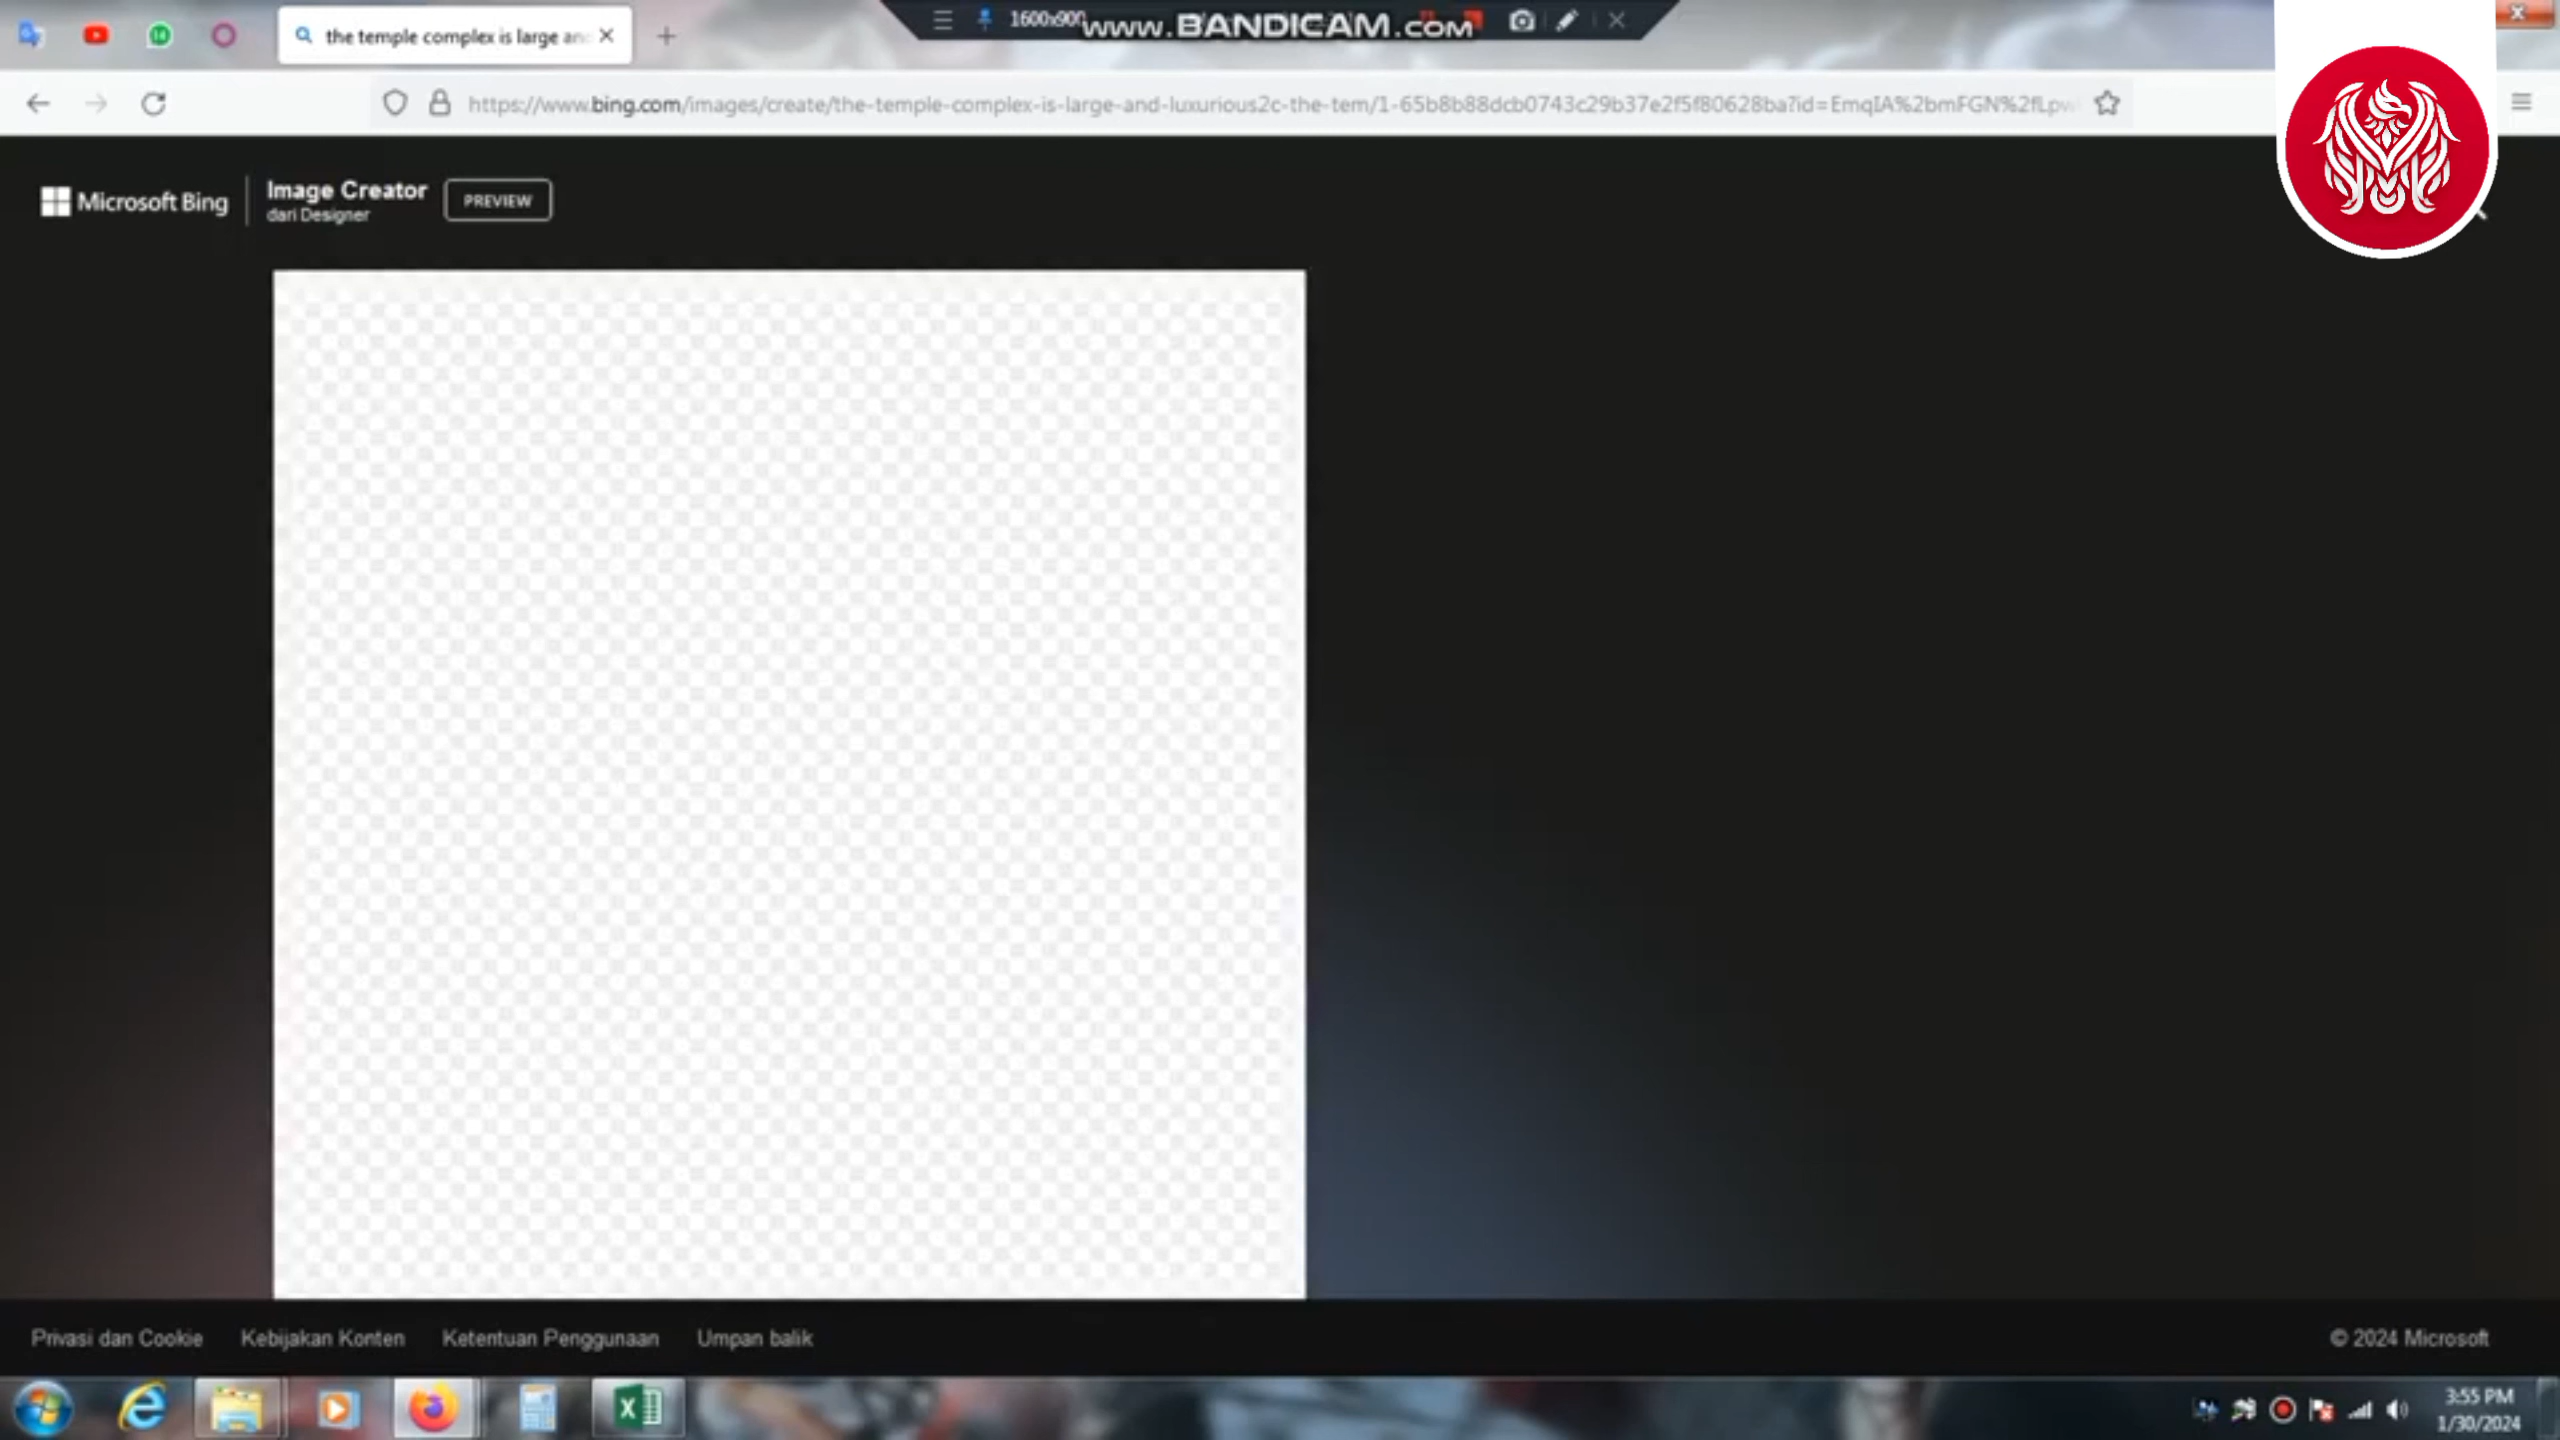 the temple complex is large an
1600x900
www.BANDICAM.com
https://www.bing.com/images/create/the-temple-complex-is-large-and-luxurious2c-the-tem/1-65b8b88dcb0743c29b37e2f5f80628ba?id=EmqIA%2bmFGN%2fLpw
Microsoft Bing
Image Creator
dari Designer
PREVIEW
Privasi dan Cookie
Kebijakan Konten
Ketentuan Penggunaan
Umpan balik
© 2024 Microsoft
3:55 PM
1/30/2024